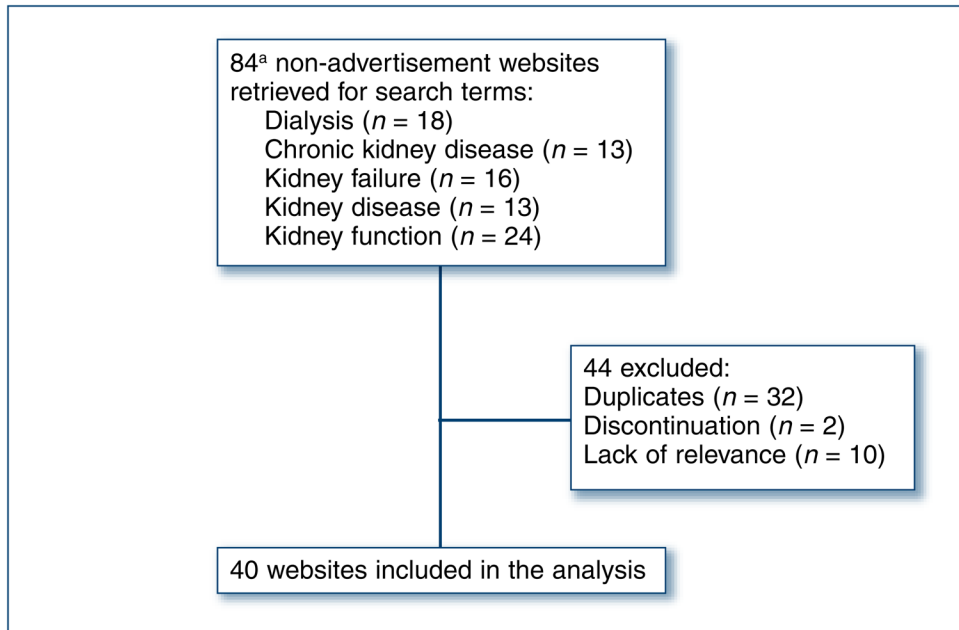 84ᵃ non-advertisement websites
retrieved for search terms:
Dialysis (n = 18)
Chronic kidney disease (n = 13)
Kidney failure (n = 16)
Kidney disease (n = 13)
Kidney function (n = 24)
44 excluded:
Duplicates (n = 32)
Discontinuation (n = 2)
Lack of relevance (n = 10)
40 websites included in the analysis